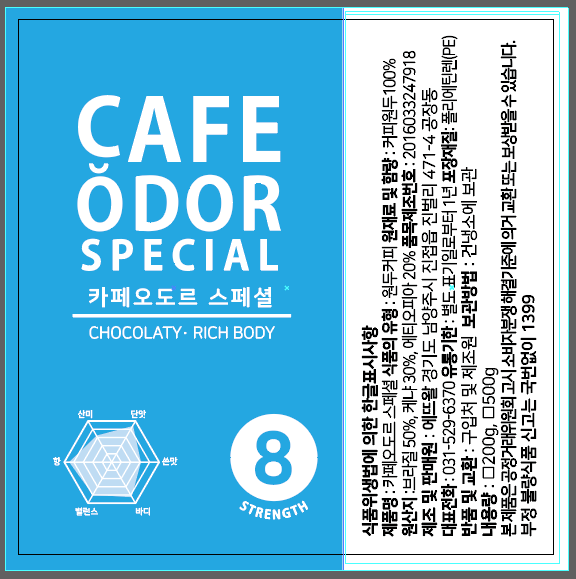 CAFE
ŎDOR
SPECIAL
카페오도르 스페셜
CHOCOLATY· RICH BODY
산미
단맛
향
쓴맛
밸런스
바디
8
STRENGTH
식품위생법에 의한 한글표시사항
제품명 : 카페오도르 스페셜 식품의 유형 : 원두커피 원재료 및 함량 : 커피원두100%
원산지 : 브라질 50%, 케냐 30%, 에티오피아 20% 품목제조번호 : 2016033247918
제조 및 판매원 : 에뜨왈 경기도 남양주시 진접읍 진벌리 471-4 공장동
대표전화 : 031-529-6370 유통기한 : 별도 표기일로부터 1년 포장재질: 폴리에틸렌(PE)
반품 및 교환 : 구입처 및 제조원 보관방법 : 건냉소에 보관
내용량 : □200g, □500g
본 제품은 공정거래위원회 고시 소비자분쟁 해결기준에 의거 교환 또는 보상받을 수 있습니다.
부정 불량식품 신고는 국번없이 1399